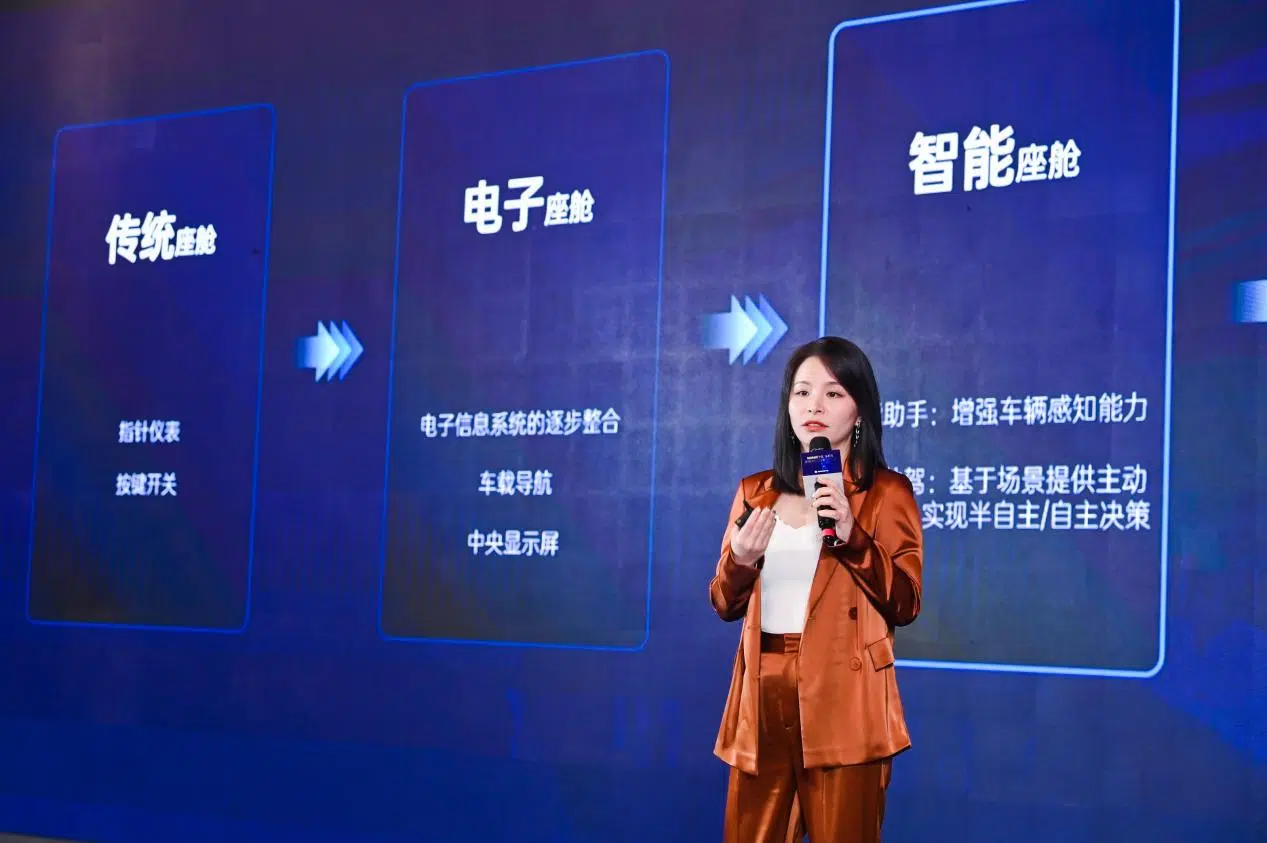 传统座舱
指针仪表
按键开关
电子座舱
电子信息系统的逐步整合
车载导航
中央显示屏
智能座舱
助手：增强车辆感知能力
驾：基于场景提供主动
实现半自主/自主决策